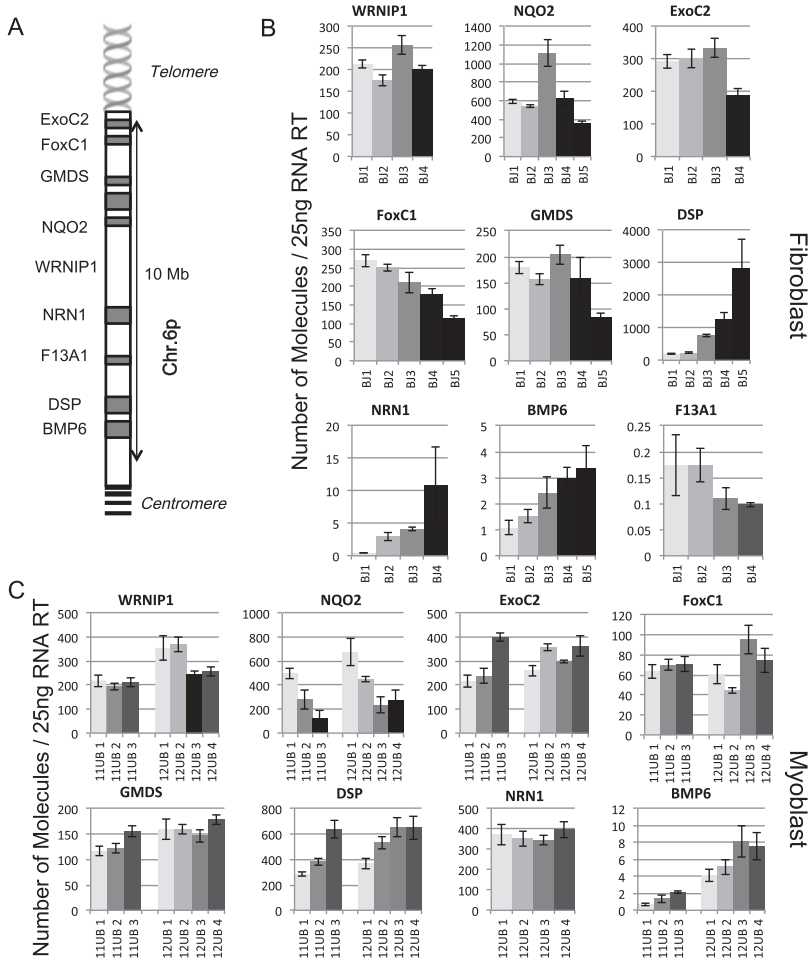 A
Telomere
ExoC2
FoxC1
GMDS
NQO2
WRNIP1
NRN1
F13A1
DSP
BMP6
10 Mb
Chr.6p
Centromere
B
Number of Molecules / 25ng RNA RT
Fibroblast
WRNIP1
300
250
200
150
100
50
0
BJ1 BJ2 BJ3 BJ4
NQO2
1400
1200
1000
800
600
400
200
0
BJ1 BJ2 BJ3 BJ4 BJ5
ExoC2
400
300
200
100
0
BJ1 BJ2 BJ3 BJ4
FoxC1
350
300
250
200
150
100
50
0
BJ1 BJ2 BJ3 BJ4 BJ5
GMDS
250
200
150
100
50
0
BJ1 BJ2 BJ3 BJ4 BJ5
DSP
4000
3000
2000
1000
0
BJ1 BJ2 BJ3 BJ4 BJ5
NRN1
20
15
10
5
0
BJ1 BJ2 BJ3 BJ4
BMP6
5
4
3
2
1
0
BJ1 BJ2 BJ3 BJ4 BJ5
F13A1
0.25
0.2
0.15
0.1
0.05
0
BJ1 BJ2 BJ3 BJ4
C
Number of Molecules / 25ng RNA RT
Myoblast
WRNIP1
500
400
300
200
100
0
11UB 1 11UB 2 11UB 3 12UB 1 12UB 2 12UB 3 12UB 4
NQO2
1000
800
600
400
200
0
11UB 1 11UB 2 11UB 3 12UB 1 12UB 2 12UB 3 12UB 4
ExoC2
500
400
300
200
100
0
11UB 1 11UB 2 11UB 3 12UB 1 12UB 2 12UB 3 12UB 4
FoxC1
120
100
80
60
40
20
0
11UB 1 11UB 2 11UB 3 12UB 1 12UB 2 12UB 3 12UB 4
GMDS
200
150
100
50
0
11UB 1 11UB 2 11UB 3 12UB 1 12UB 2 12UB 3 12UB 4
DSP
800
600
400
200
0
11UB 1 11UB 2 11UB 3 12UB 1 12UB 2 12UB 3 12UB 4
NRN1
500
400
300
200
100
0
12UB 1 12UB 2 12UB 3 12UB 4
BMP6
12
10
8
6
4
2
0
11UB 1 11UB 2 11UB 3 12UB 1 12UB 2 12UB 3 12UB 4